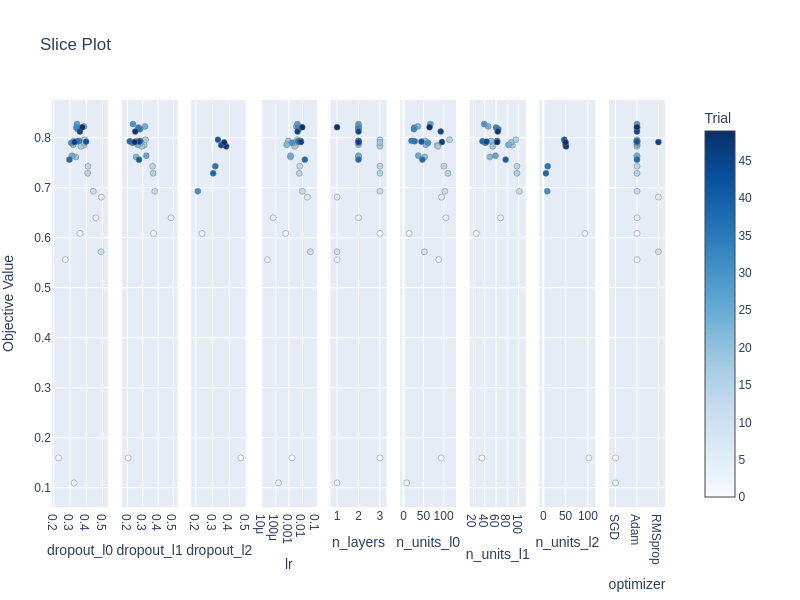 Slice Plot
Trial
Objective Value
0.8
0.7
0.6
0.5
0.4
0.3
0.2
0.1
45
40
35
30
25
20
15
10
5
0
0.2 0.3 0.4 0.5
dropout_l0
0.2 0.3 0.4 0.5
dropout_l1
0.2 0.3 0.4 0.5
dropout_l2
10μ 100μ 0.001 0.01 0.1
lr
1 2 3
n_layers
0 50 100
n_units_l0
20 40 60 80 100
n_units_l1
0 50 100
n_units_l2
SGD Adam RMSprop
optimizer